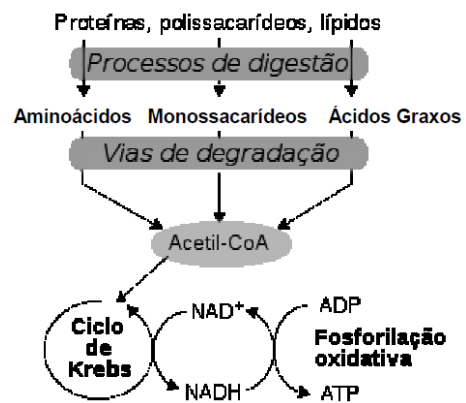 Proteínas, polissacarídeos, lípidos
Processos de digestão
Aminoácidos Monossacarídeos Ácidos Graxos
Vias de degradação
Acetil-CoA
Ciclo
de
Krebs
NAD⁺
NADH
ADP
Fosforilação
oxidativa
ATP